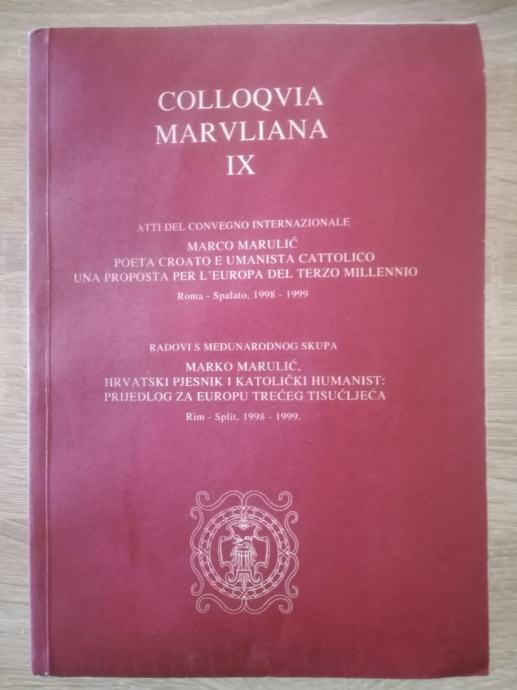 COLLOQVIA
MARVLIANA
IX
ATTI DEL CONVEGNO INTERNAZIONALE
MARCO MARULIĆ
POETA CROATO E UMANISTA CATTOLICO
UNA PROPOSTA PER L'EUROPA DEL TERZO MILLENNIO
Roma - Spalato, 1998 - 1999
RADOVI S MEĐUNARODNOG SKUPA
MARKO MARULIĆ,
HRVATSKI PJESNIK I KATOLIČKI HUMANIST:
PRIJEDLOG ZA EUROPU TREĆEG TISUĆLJEĆA
Rim - Split, 1998 - 1999.